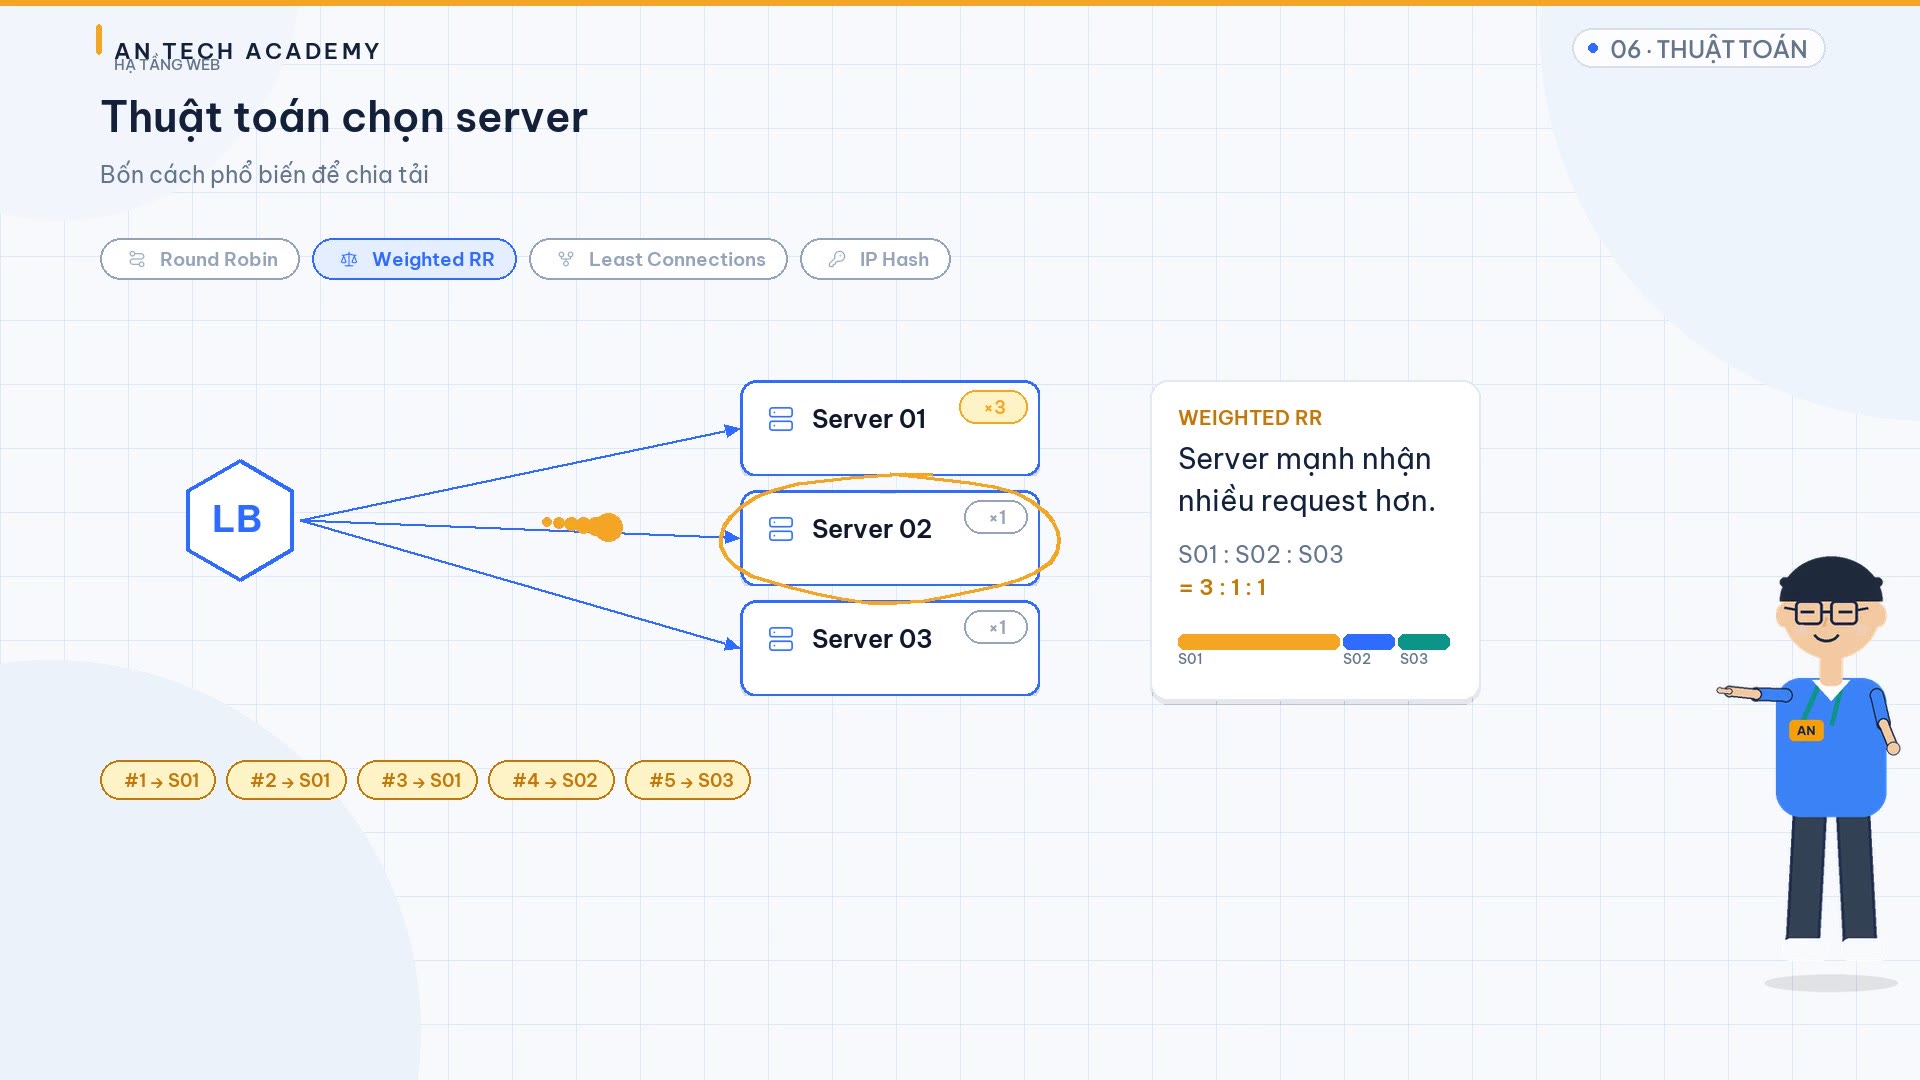 AN TECH ACADEMY
HẠ TẦNG WEB
06 · THUẬT TOÁN
Thuật toán chọn server
Bốn cách phổ biến để chia tải
Round Robin
Weighted RR
Least Connections
IP Hash
LB
Server 01
×3
Server 02
×1
Server 03
×1
WEIGHTED RR
Server mạnh nhận
nhiều request hơn.
S01 : S02 : S03
= 3 : 1 : 1
S01
S02
S03
AN
#1 → S01
#2 → S01
#3 → S01
#4 → S02
#5 → S03